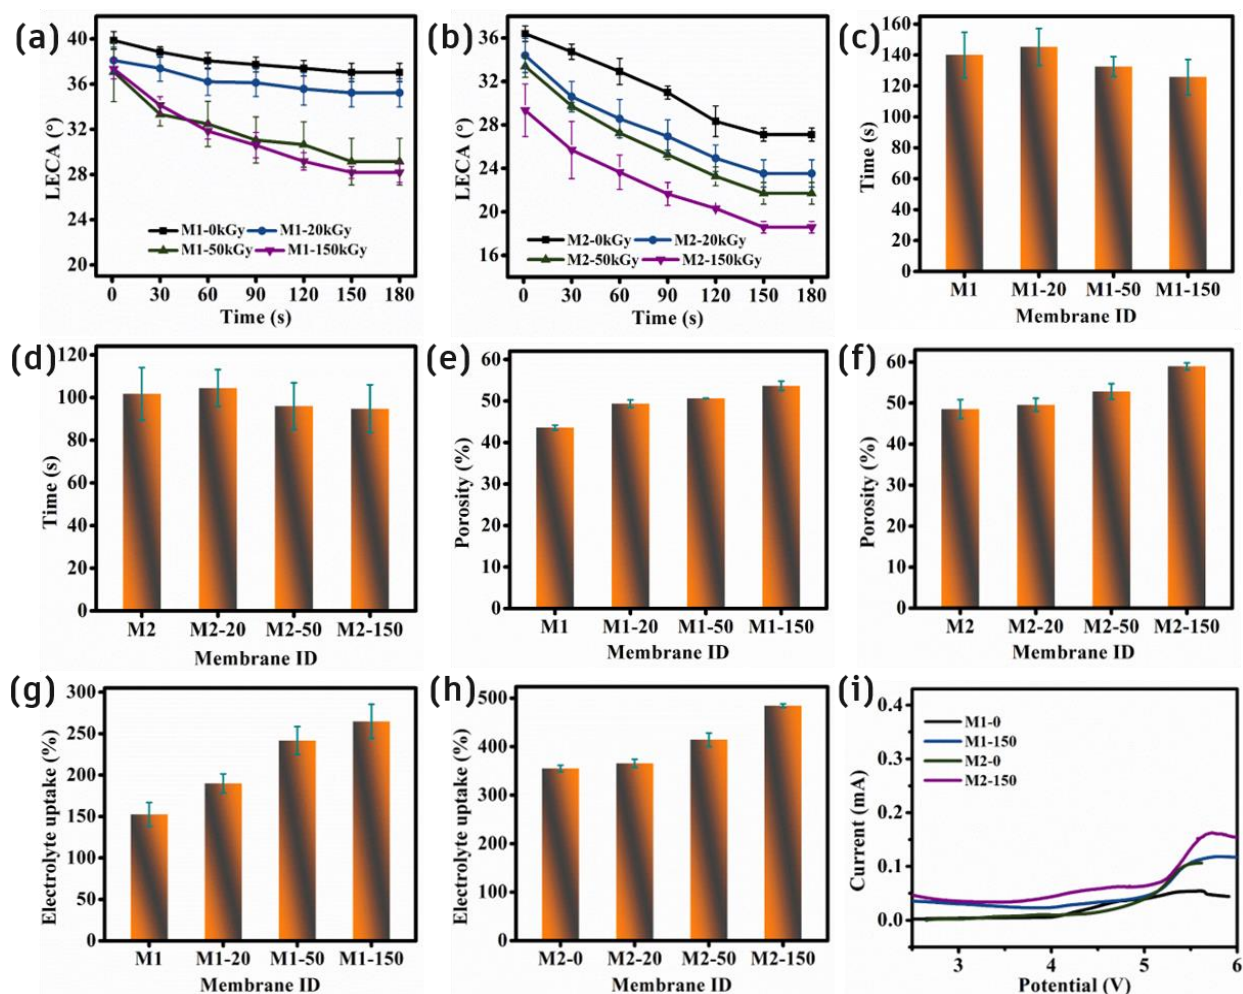 (a)
40
36
32
28
24
20
LECA (°)
M1-0kGy M1-20kGy
M1-50kGy M1-150kGy
0 30 60 90 120 150 180
Time (s)
(b)
36
32
28
24
20
16
LECA (°)
M2-0kGy M2-20kGy
M2-50kGy M2-150kGy
0 30 60 90 120 150 180
Time (s)
(c)
160
140
120
100
80
60
40
20
0
Time (s)
M1 M1-20 M1-50 M1-150
Membrane ID
(d)
120
100
80
60
40
20
0
Time (s)
M2 M2-20 M2-50 M2-150
Membrane ID
(e)
60
50
40
30
20
10
0
Porosity (%)
M1 M1-20 M1-50 M1-150
Membrane ID
(f)
60
50
40
30
20
10
0
Porosity (%)
M2 M2-20 M2-50 M2-150
Membrane ID
(g)
300
250
200
150
100
50
0
Electrolyte uptake (%)
M1 M1-20 M1-50 M1-150
Membrane ID
(h)
500
400
300
200
100
0
Electrolyte uptake (%)
M2-0 M2-20 M2-50 M2-150
Membrane ID
(i)
0.4
0.3
0.2
0.1
0.0
Current (mA)
M1-0
M1-150
M2-0
M2-150
3 4 5 6
Potential (V)